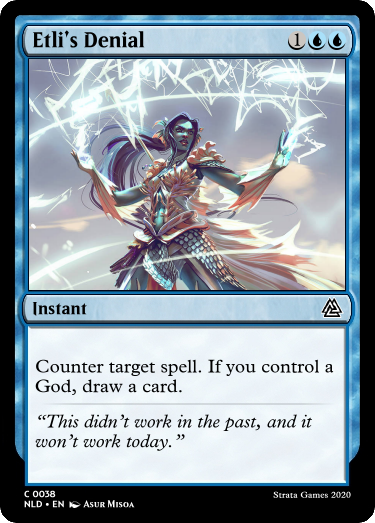 Etli's Denial 1
Instant
Counter target spell. If you control a
God, draw a card.
“This didn’t work in the past, and it
won’t work today.”
C 0038
NLD • EN Asur Misoa
Strata Games 2020